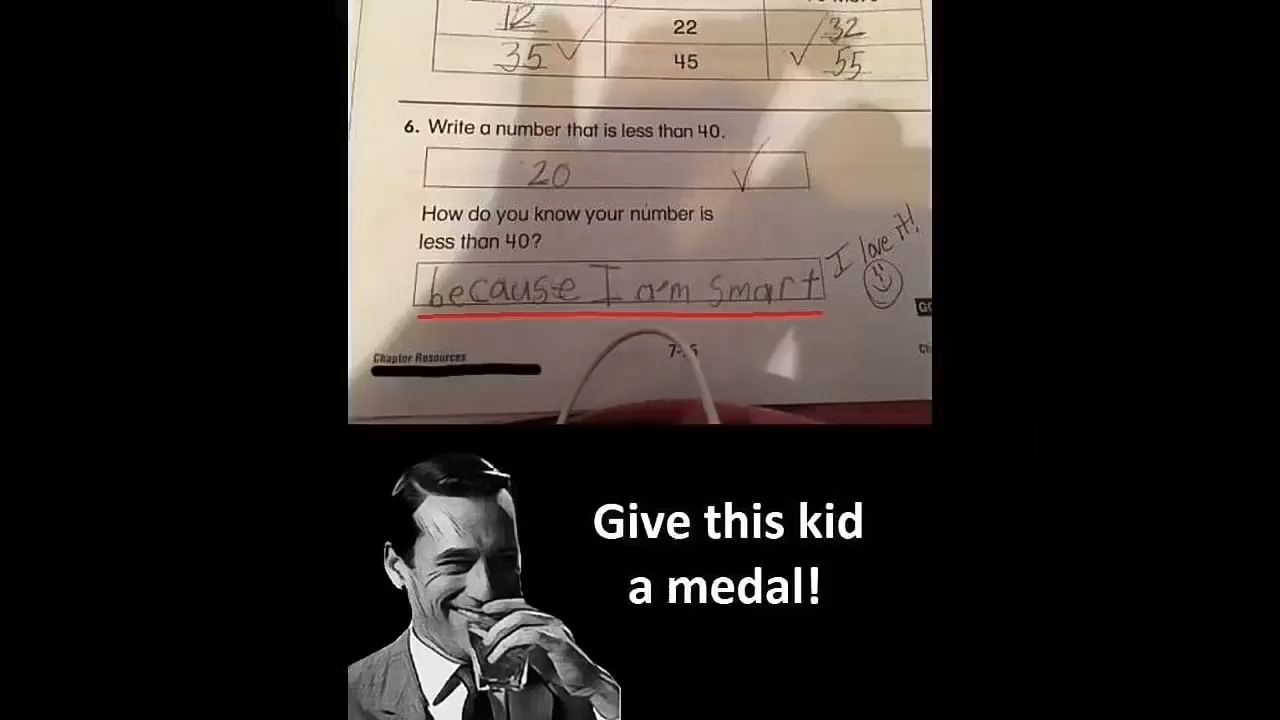 12 22 32
35 45 55
6. Write a number that is less than 40.
20
How do you know your number is
less than 40?
because I am smart
I love it!
Chapter Resources
Give this kid
a medal!